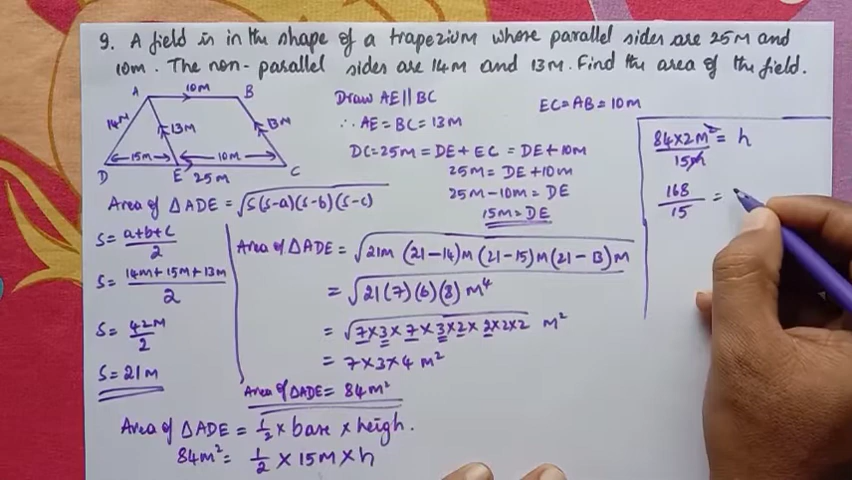 9. A field is in the shape of a trapezium whose parallel sides are 25m and
10m. The non-parallel sides are 14m and 13m. Find the area of the field.
A 10M B
14M 13M 13M
15M 10M
D E 25M C
Draw AE || BC
∴ AE = BC = 13M
EC = AB = 10M
DC = 25M = DE + EC = DE + 10M
25M = DE + 10M
25M - 10M = DE
15M = DE
Area of ΔADE = √s(s-a)(s-b)(s-c)
s = a+b+c/2
s = 14M+15M+13M/2
s = 42M/2
s = 21M
Area of ΔADE = √21M (21-14)M (21-15)M (21-13)M
= √21(7)(6)(8) M⁴
= √7×3×7×3×2×2×2×2 M²
= 7×3×4 M²
Area of ΔADE = 84M²
Area of ΔADE = 1/2 × base × heigh.
84M² = 1/2 × 15M × h
84×2M²/15M = h
168/15 =